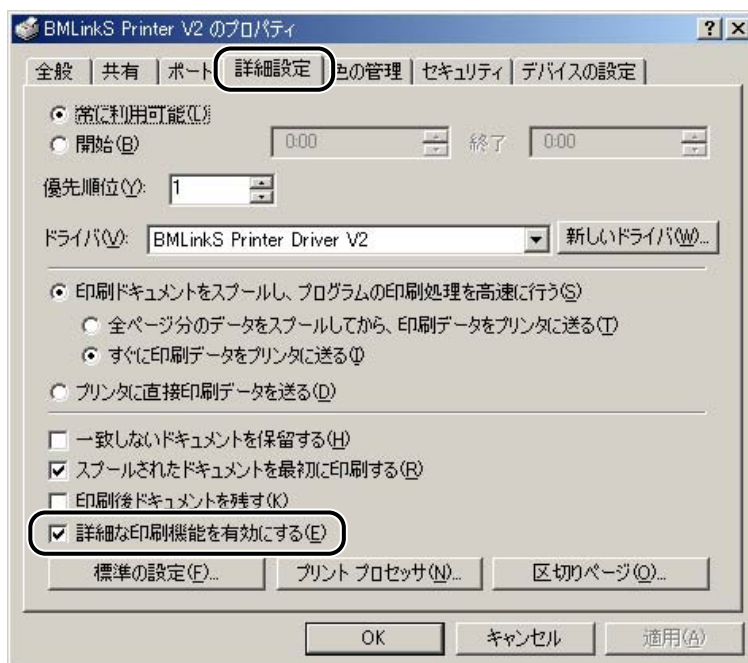 BMLinkS Printer V2 のプロパティ
全般 共有 ポート 詳細設定 色の管理 セキュリティ デバイスの設定
常に利用可能(L)
開始(B) 0:00 終了 0:00
優先順位(Y): 1
ドライバ(V): BMLinkS Printer Driver V2 新しいドライバ(W)...
印刷ドキュメントをスプールし、プログラムの印刷処理を高速に行う(S)
全ページ分のデータをスプールしてから、印刷データをプリンタに送る(T)
すぐに印刷データをプリンタに送る(I)
プリンタに直接印刷データを送る(D)
一致しないドキュメントを保留する(H)
スプールされたドキュメントを最初に印刷する(R)
印刷後ドキュメントを残す(K)
詳細な印刷機能を有効にする(E)
標準の設定(F)... プリント プロセッサ(N)... 区切りページ(O)...
OK キャンセル 適用(A)